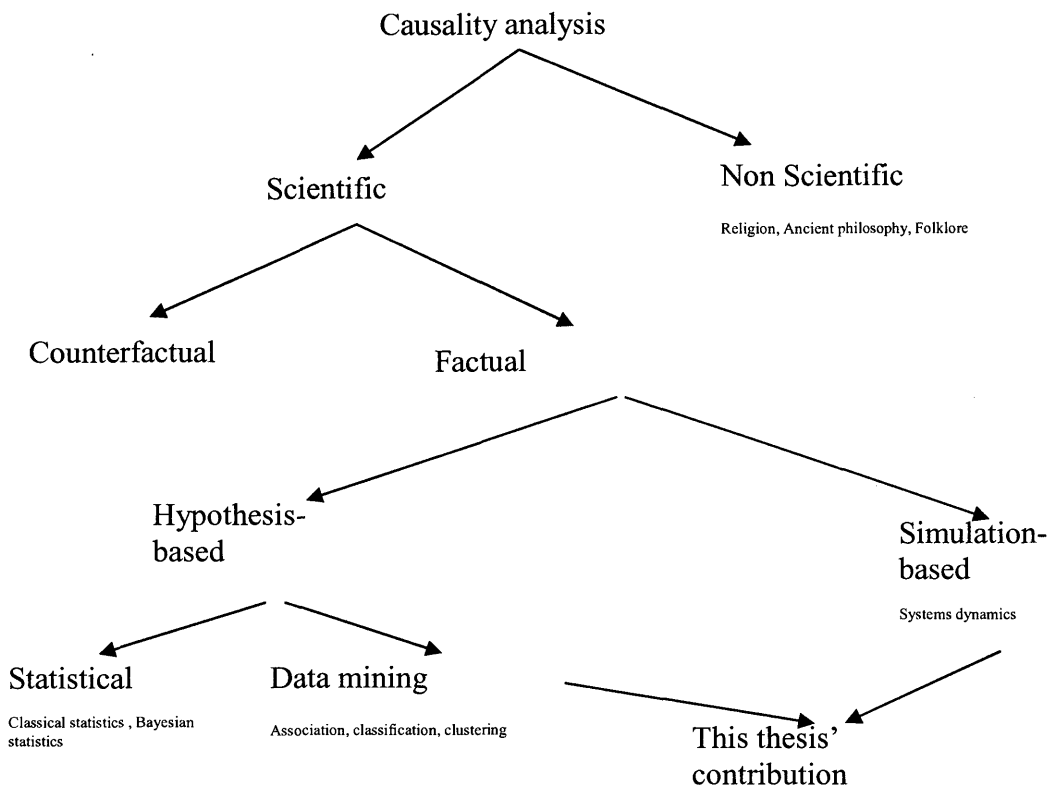 Causality analysis
Scientific
Non Scientific
Religion, Ancient philosophy, Folklore
Counterfactual
Factual
Hypothesis-
based
Simulation-
based
Systems dynamics
Statistical
Classical statistics , Bayesian
statistics
Data mining
Association, classification, clustering
This thesis’
contribution